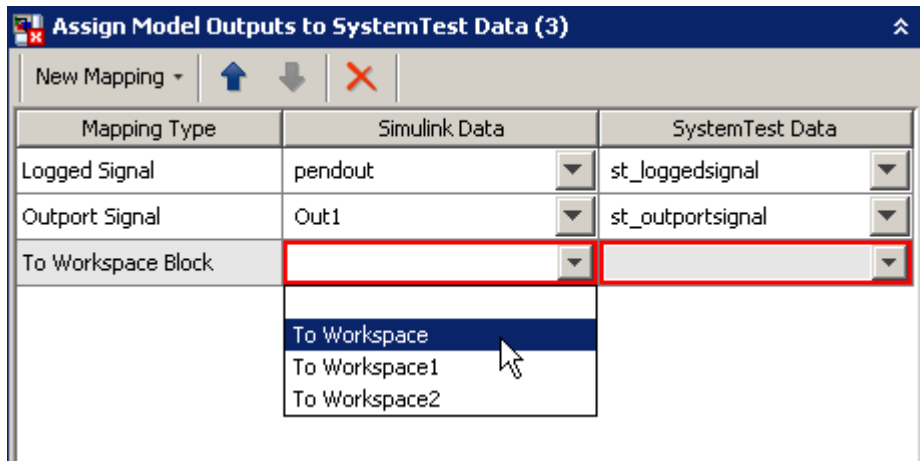 Assign Model Outputs to SystemTest Data (3)
New Mapping
Mapping Type Simulink Data SystemTest Data
Logged Signal pendout st_loggedsignal
Outport Signal Out1 st_outportsignal
To Workspace Block
To Workspace
To Workspace1
To Workspace2